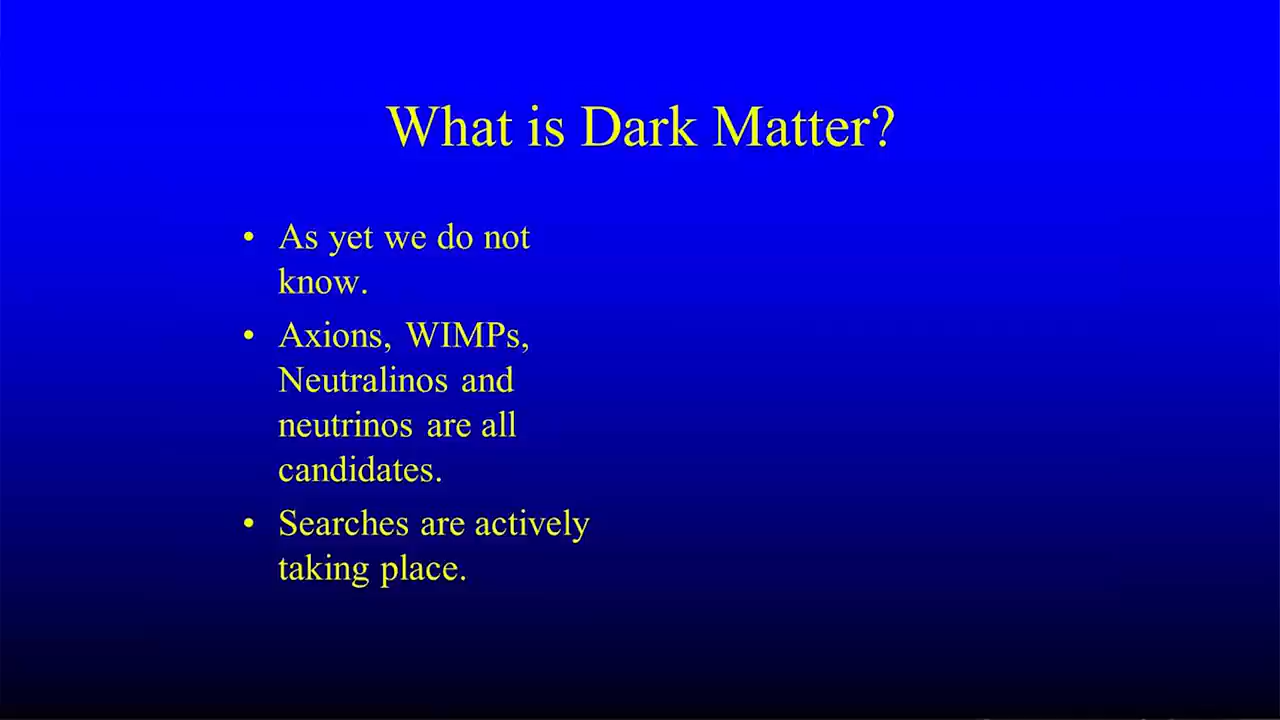 What is Dark Matter?
• As yet we do not
know.
• Axions, WIMPs,
Neutralinos and
neutrinos are all
candidates.
• Searches are actively
taking place.